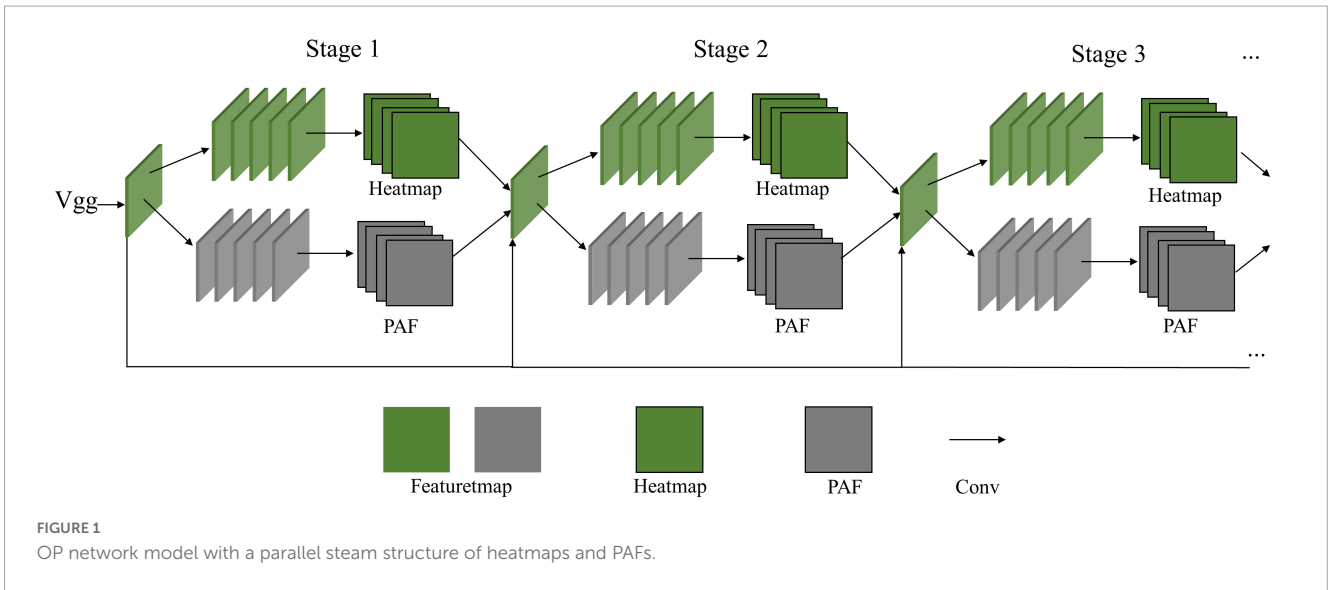 Stage 1
Stage 2
Stage 3
...
Vgg
Heatmap
Heatmap
Heatmap
PAF
PAF
PAF
...
Featuretmap
Heatmap
PAF
Conv
FIGURE 1
OP network model with a parallel steam structure of heatmaps and PAFs.